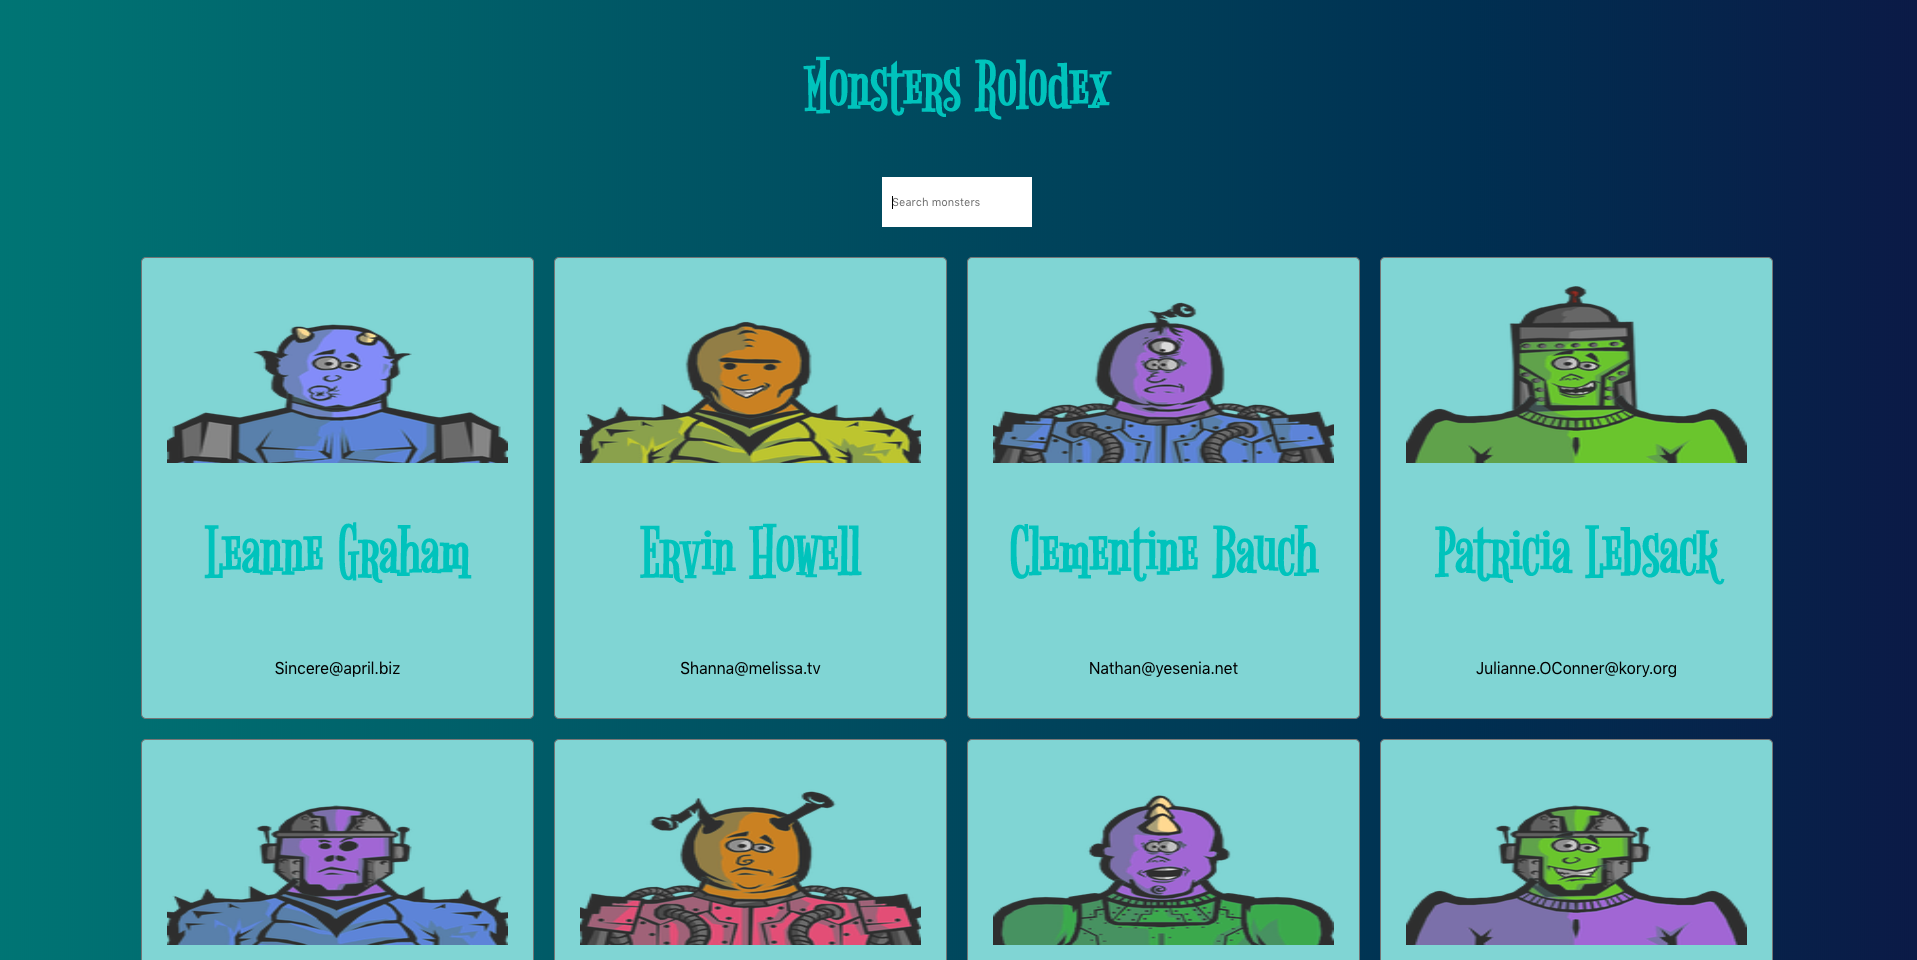 Monsters Rolodex
Search monsters
Leanne Graham
Ervin Howell
Clementine Bauch
Patricia Lebsack
Sincere@april.biz
Shanna@melissa.tv
Nathan@yesenia.net
Julianne.OConner@kory.org